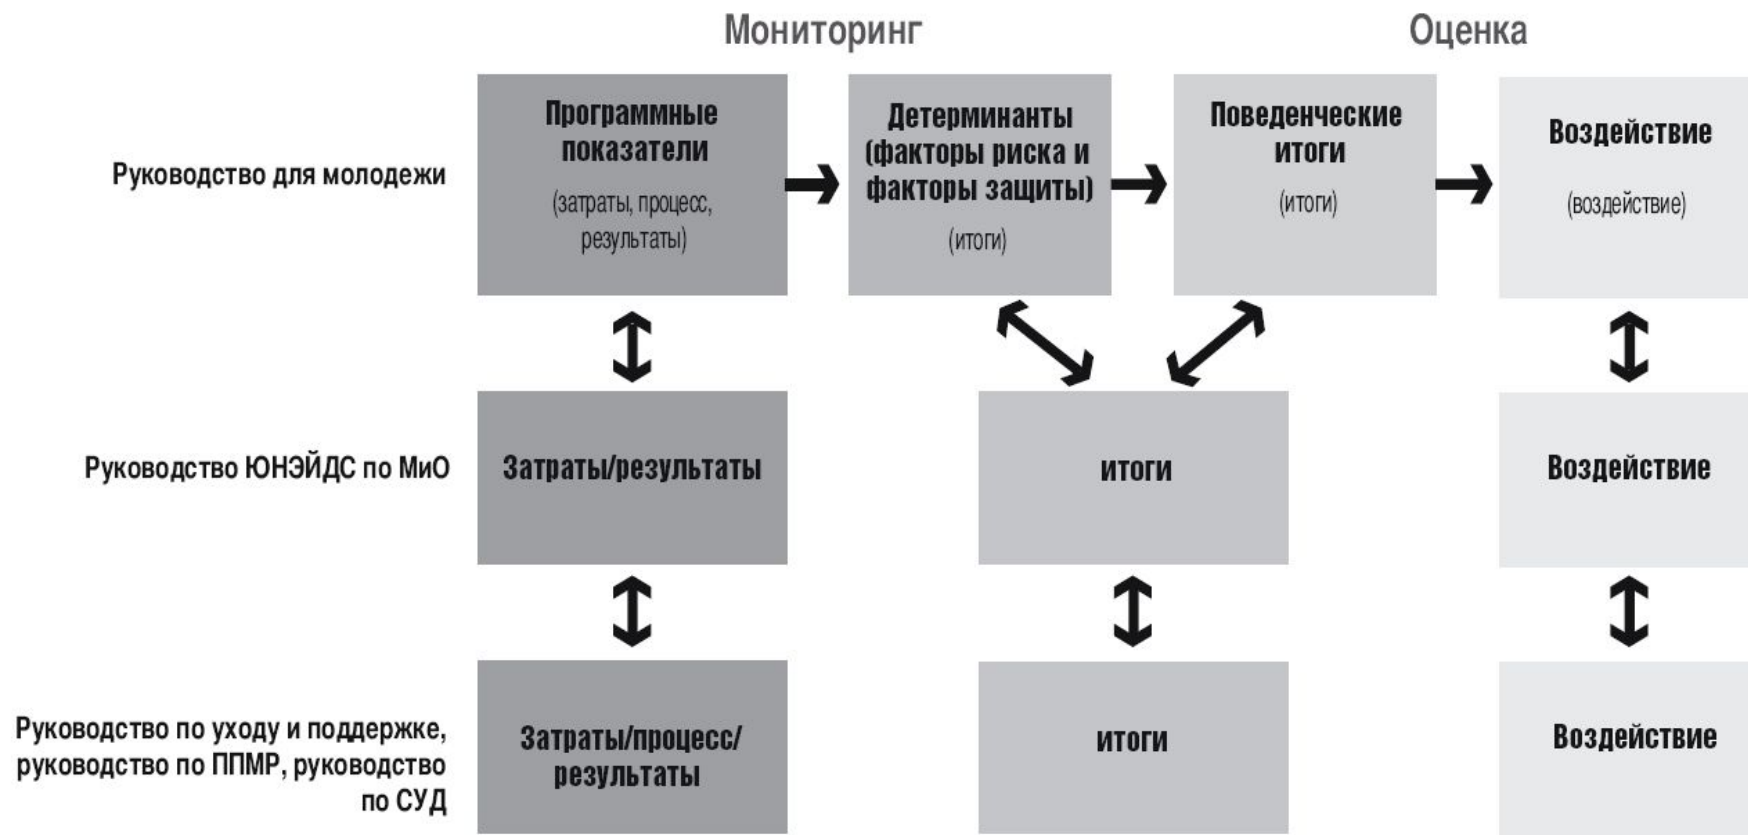 Мониторинг
Оценка
Руководство для молодежи
Программные
показатели
(затраты, процесс,
результаты)
Детерминанты
(факторы риска и
факторы защиты)
(итоги)
Поведенческие
итоги
(итоги)
Воздействие
(воздействие)
Руководство ЮНЭЙДС по МиО
Затраты/результаты
итоги
Воздействие
Руководство по уходу и поддержке,
руководство по ППМР, руководство
по СУД
Затраты/процесс/
результаты
итоги
Воздействие